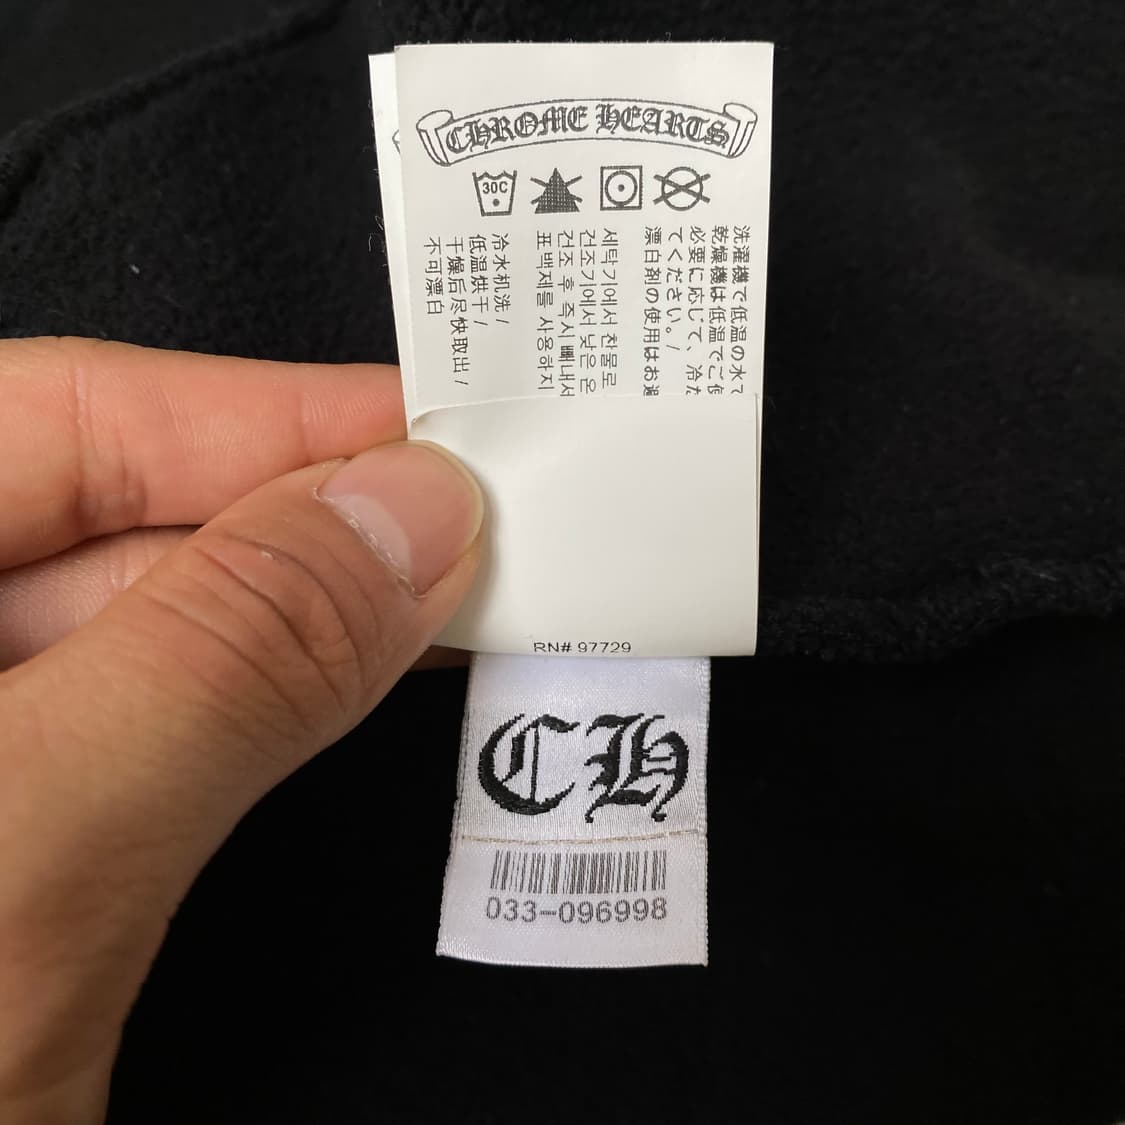 CHROME HEARTS
30C
洗濯機で低温の水で
乾燥機は低温でご
必要に応じて、冷た
てください。/
漂白剤の使用はお
세탁기에서 찬물로
건조기에서 낮은 온
건조 후 즉시 빼내서
표백제를 사용하지
冷水机洗/
低温烘干/
干燥后尽快取出/
不可漂白
RN# 97729
CH
033-096998